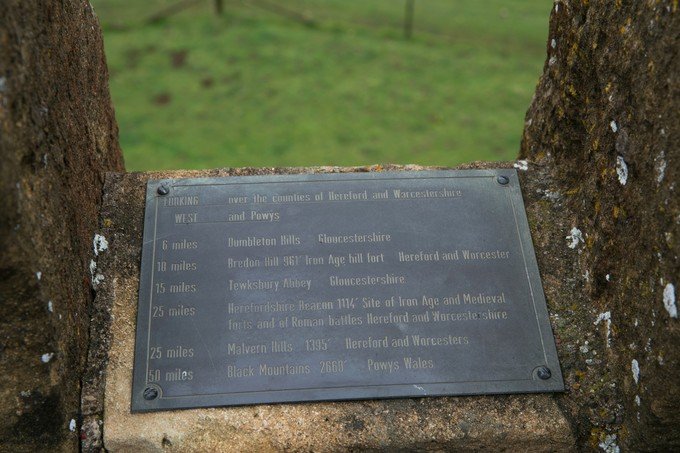 LOOKING over the counties of Hereford and Worcestershire
WEST and Powys
6 miles Dumbleton Hills Gloucestershire
10 miles Bredon Hill 961' Iron Age hill fort Hereford and Worcester
15 miles Tewksbury Abbey Gloucestershire
25 miles Herefordshire Beacon 1114' Site of Iron Age and Medieval
forts and of Roman battles Hereford and Worcestershire
25 miles Malvern Hills 1395' Hereford and Worcesters
50 miles Black Mountains 2660' Powys Wales